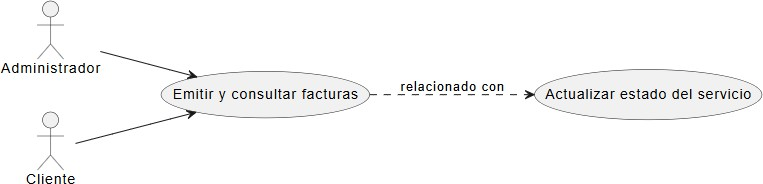 Administrador
Emitir y consultar facturas
relacionado con
Actualizar estado del servicio
Cliente